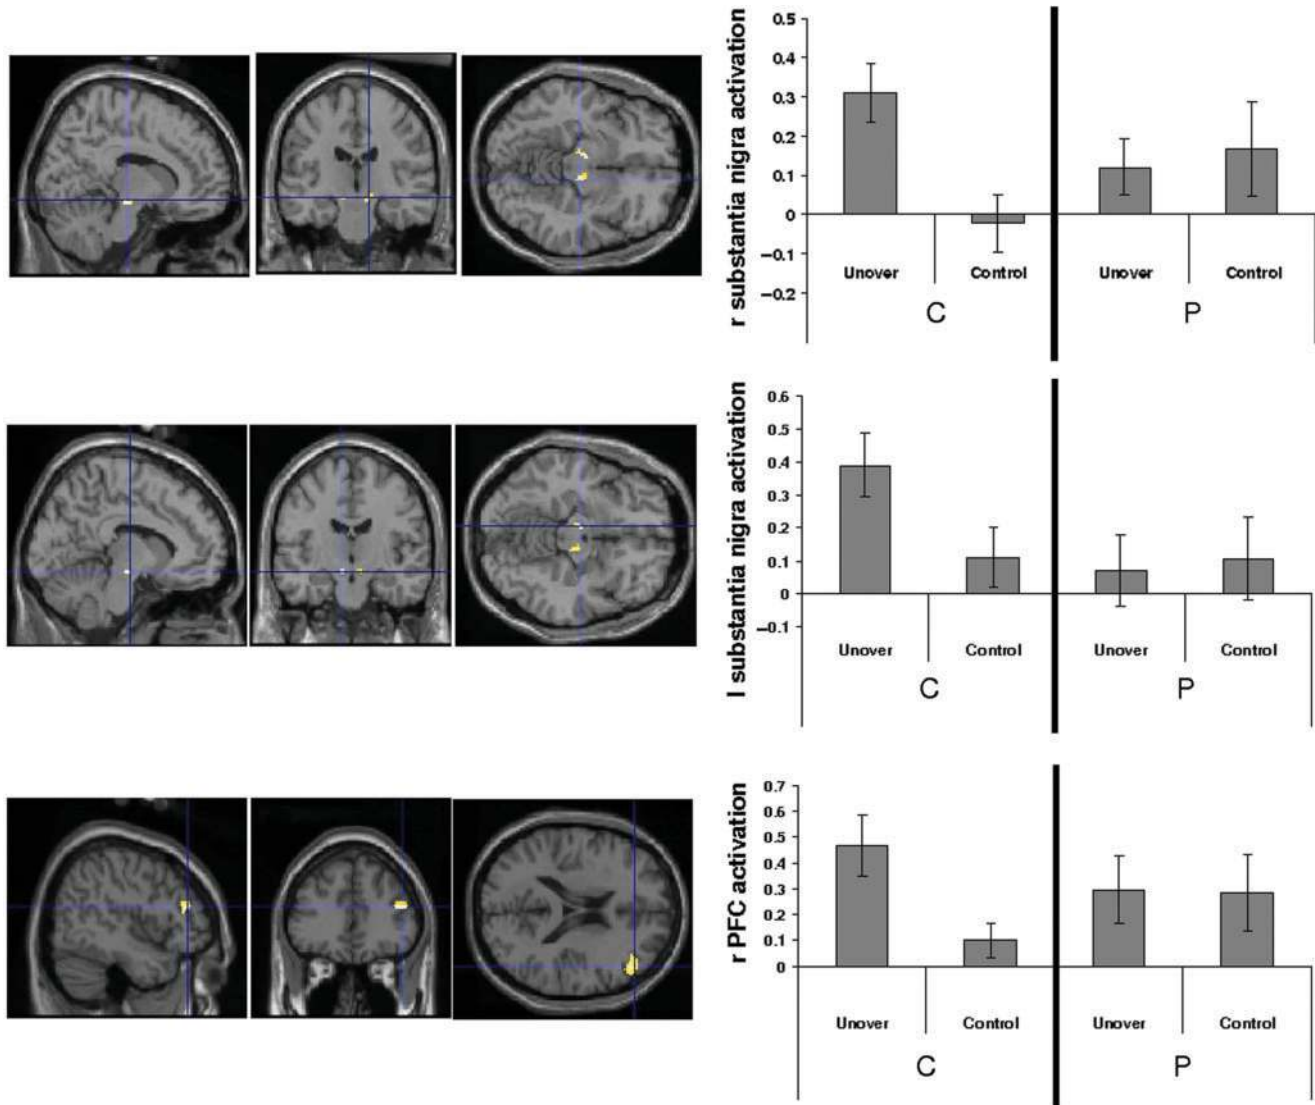 r substantia nigra activation
0.5
0.4
0.3
0.2
0.1
0
−0.1
−0.2
Unover
Control
Unover
Control
C
P
l substantia nigra activation
0.6
0.5
0.4
0.3
0.2
0.1
0
−0.1
Unover
Control
Unover
Control
C
P
r PFC activation
0.7
0.6
0.5
0.4
0.3
0.2
0.1
0
Unover
Control
Unover
Control
C
P